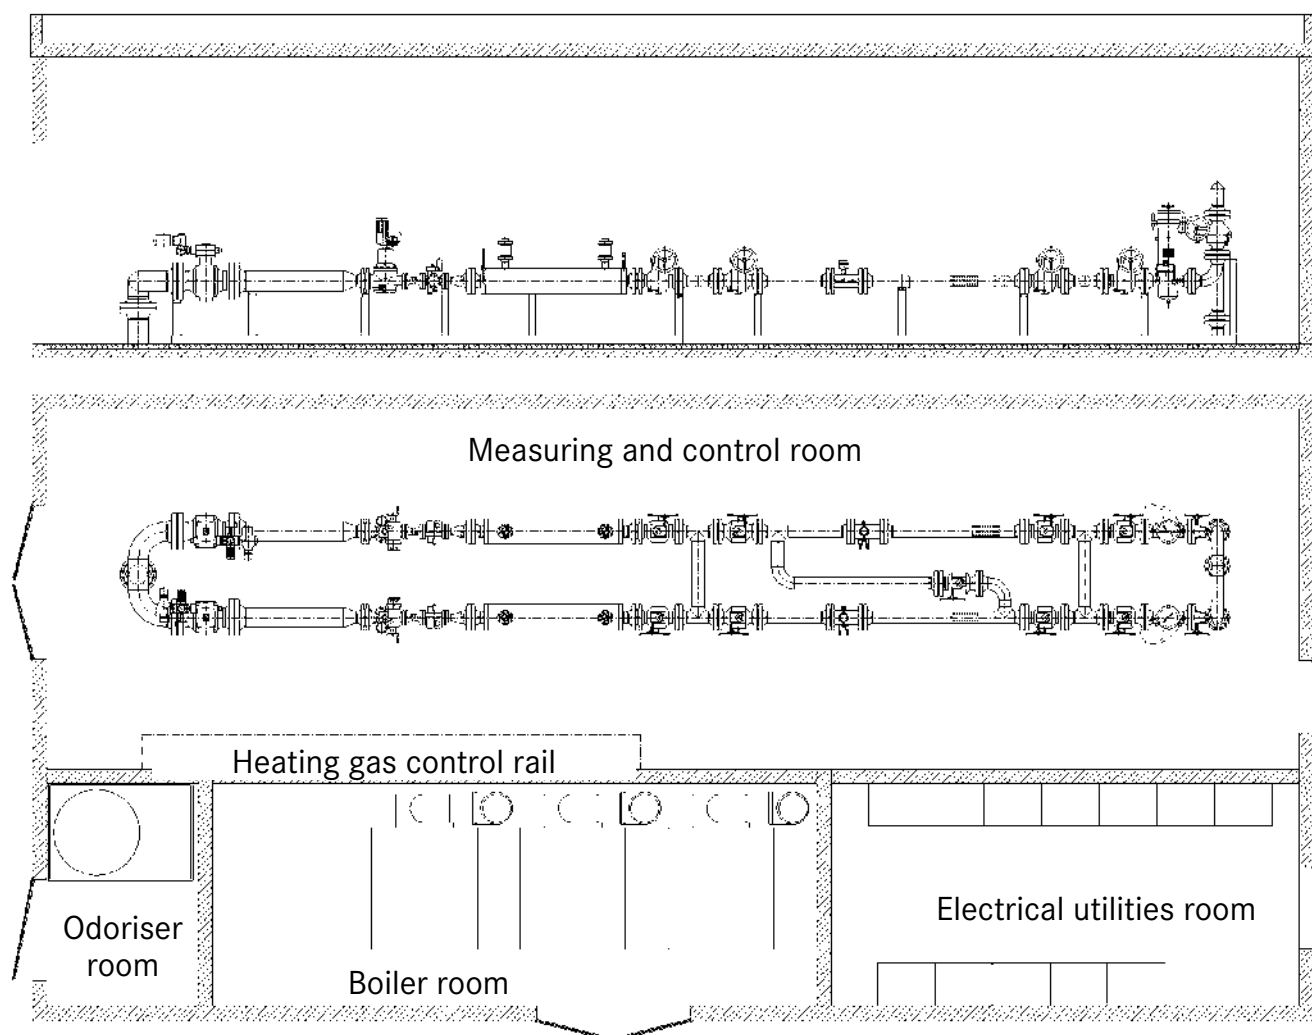 Measuring and control room
Heating gas control rail
Odoriser
room
Boiler room
Electrical utilities room